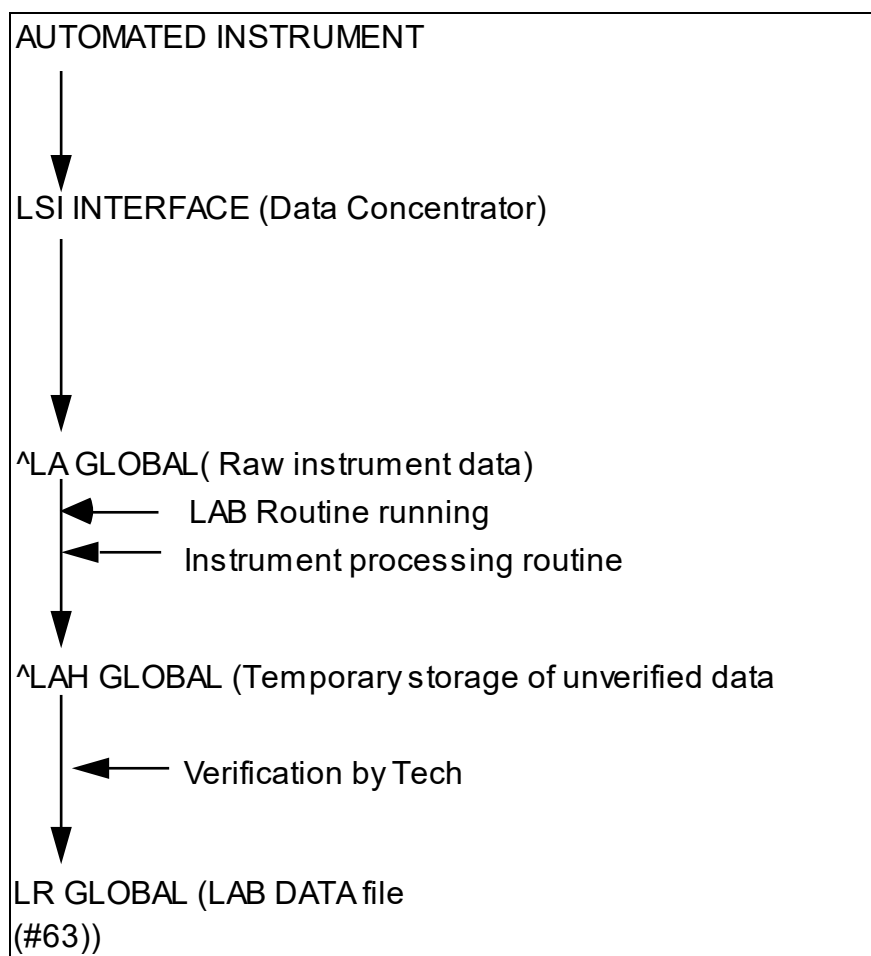 AUTOMATED INSTRUMENT
LSI INTERFACE (Data Concentrator)
^LA GLOBAL( Raw instrument data)
LAB Routine running
Instrument processing routine
^LAH GLOBAL (Temporary storage of unverified data
Verification by Tech
LR GLOBAL (LAB DATA file
(#63))